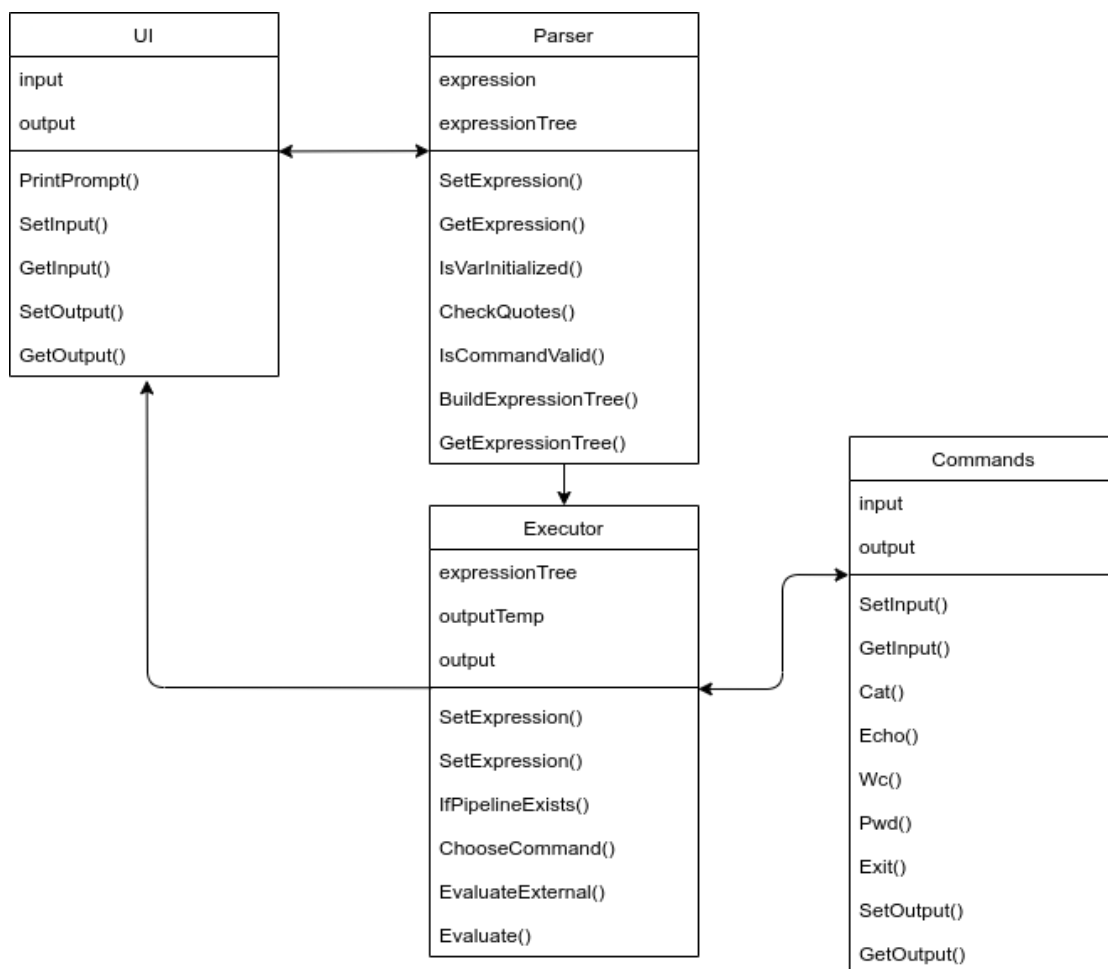 UI
input
output
PrintPrompt()
SetInput()
GetInput()
SetOutput()
GetOutput()
Parser
expression
expressionTree
SetExpression()
GetExpression()
IsVarInitialized()
CheckQuotes()
IsCommandValid()
BuildExpressionTree()
GetExpressionTree()
Executor
expressionTree
outputTemp
output
SetExpression()
SetExpression()
IfPipelineExists()
ChooseCommand()
EvaluateExternal()
Evaluate()
Commands
input
output
SetInput()
GetInput()
Cat()
Echo()
Wc()
Pwd()
Exit()
SetOutput()
GetOutput()